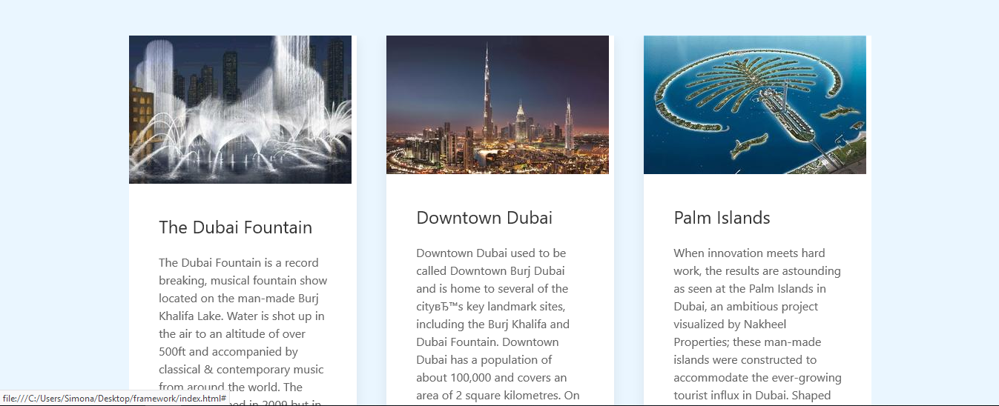 The Dubai Fountain
The Dubai Fountain is a record
breaking, musical fountain show
located on the man-made Burj
Khalifa Lake. Water is shot up in
the air to an altitude of over
500ft and accompanied by
classical & contemporary music
from around the world. The
in 2009 but in
Downtown Dubai
Downtown Dubai used to be
called Downtown Burj Dubai
and is home to several of the
cityвЂ™s key landmark sites,
including the Burj Khalifa and
Dubai Fountain. Downtown
Dubai has a population of
about 100,000 and covers an
area of 2 square kilometres. On
Palm Islands
When innovation meets hard
work, the results are astounding
as seen at the Palm Islands in
Dubai, an ambitious project
visualized by Nakheel
Properties; these man-made
islands were constructed to
accommodate the ever-growing
tourist influx in Dubai. Shaped
file:///C:/Users/Simona/Desktop/framework/index.html#